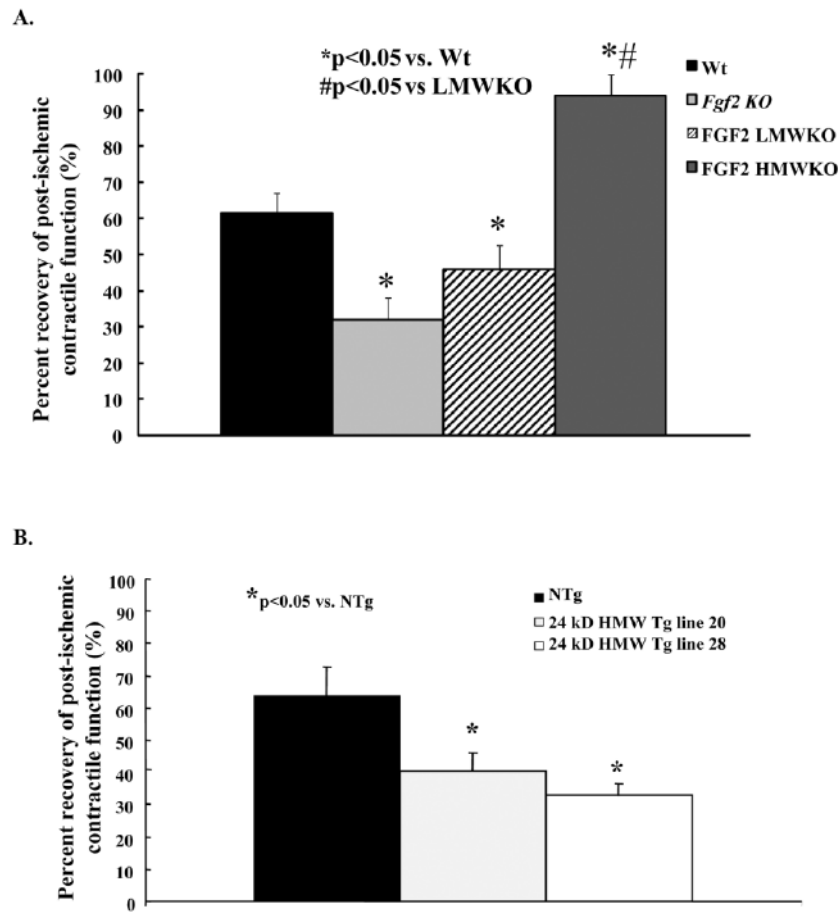 A.
*p<0.05 vs. Wt
#p<0.05 vs LMWKO
*#
*
*
Wt
Fgf2 KO
FGF2 LMWKO
FGF2 HMWKO
Percent recovery of post-ischemic
contractile function (%)
100
90
80
70
60
50
40
30
20
10
0
B.
*p<0.05 vs. NTg
*
*
NTg
24 kD HMW Tg line 20
24 kD HMW Tg line 28
Percent recovery of post-ischemic
contractile function (%)
100
90
80
70
60
50
40
30
20
10
0